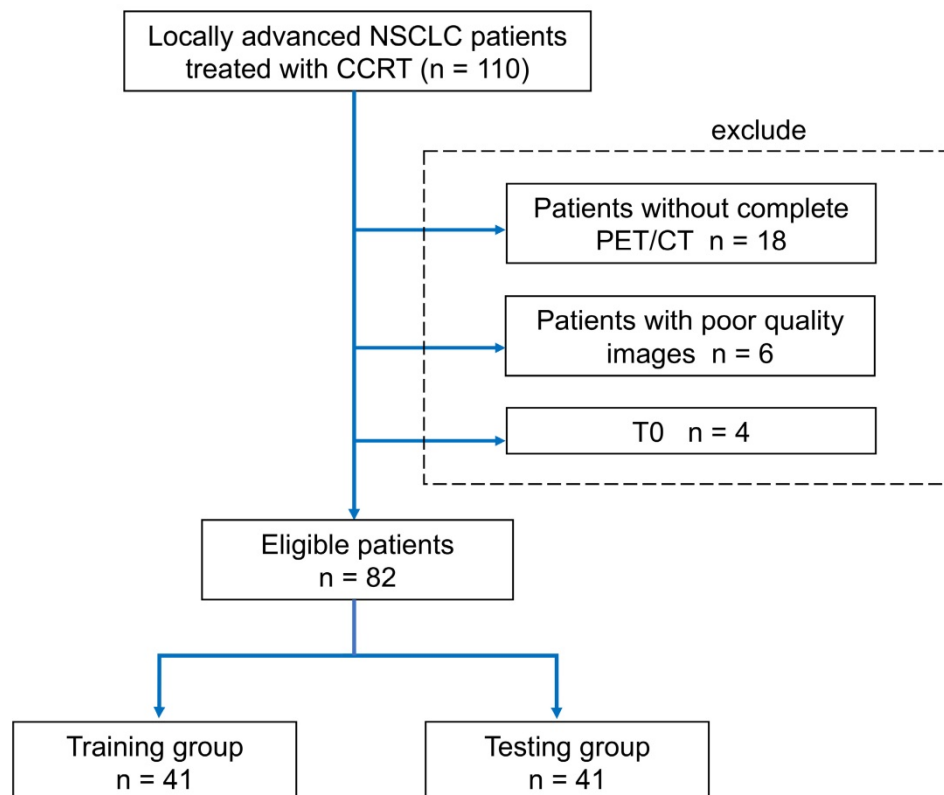 Locally advanced NSCLC patients
treated with CCRT (n = 110)
exclude
Patients without complete
PET/CT  n = 18
Patients with poor quality
images  n = 6
T0   n = 4
Eligible patients
n = 82
Training group
n = 41
Testing group
n = 41